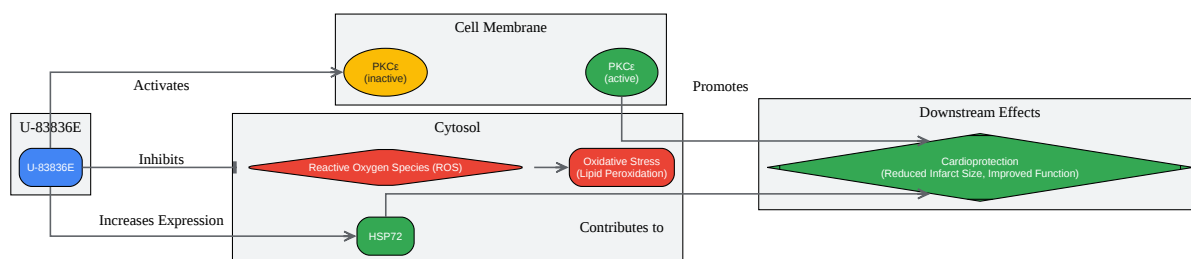 Cell Membrane
PKCε
(inactive)
PKCε
(active)
Activates
Promotes
U-83836E
U-83836E
Cytosol
Downstream Effects
Inhibits
Reactive Oxygen Species (ROS)
Oxidative Stress
(Lipid Peroxidation)
Cardioprotection
(Reduced Infarct Size, Improved Function)
Increases Expression
HSP72
Contributes to